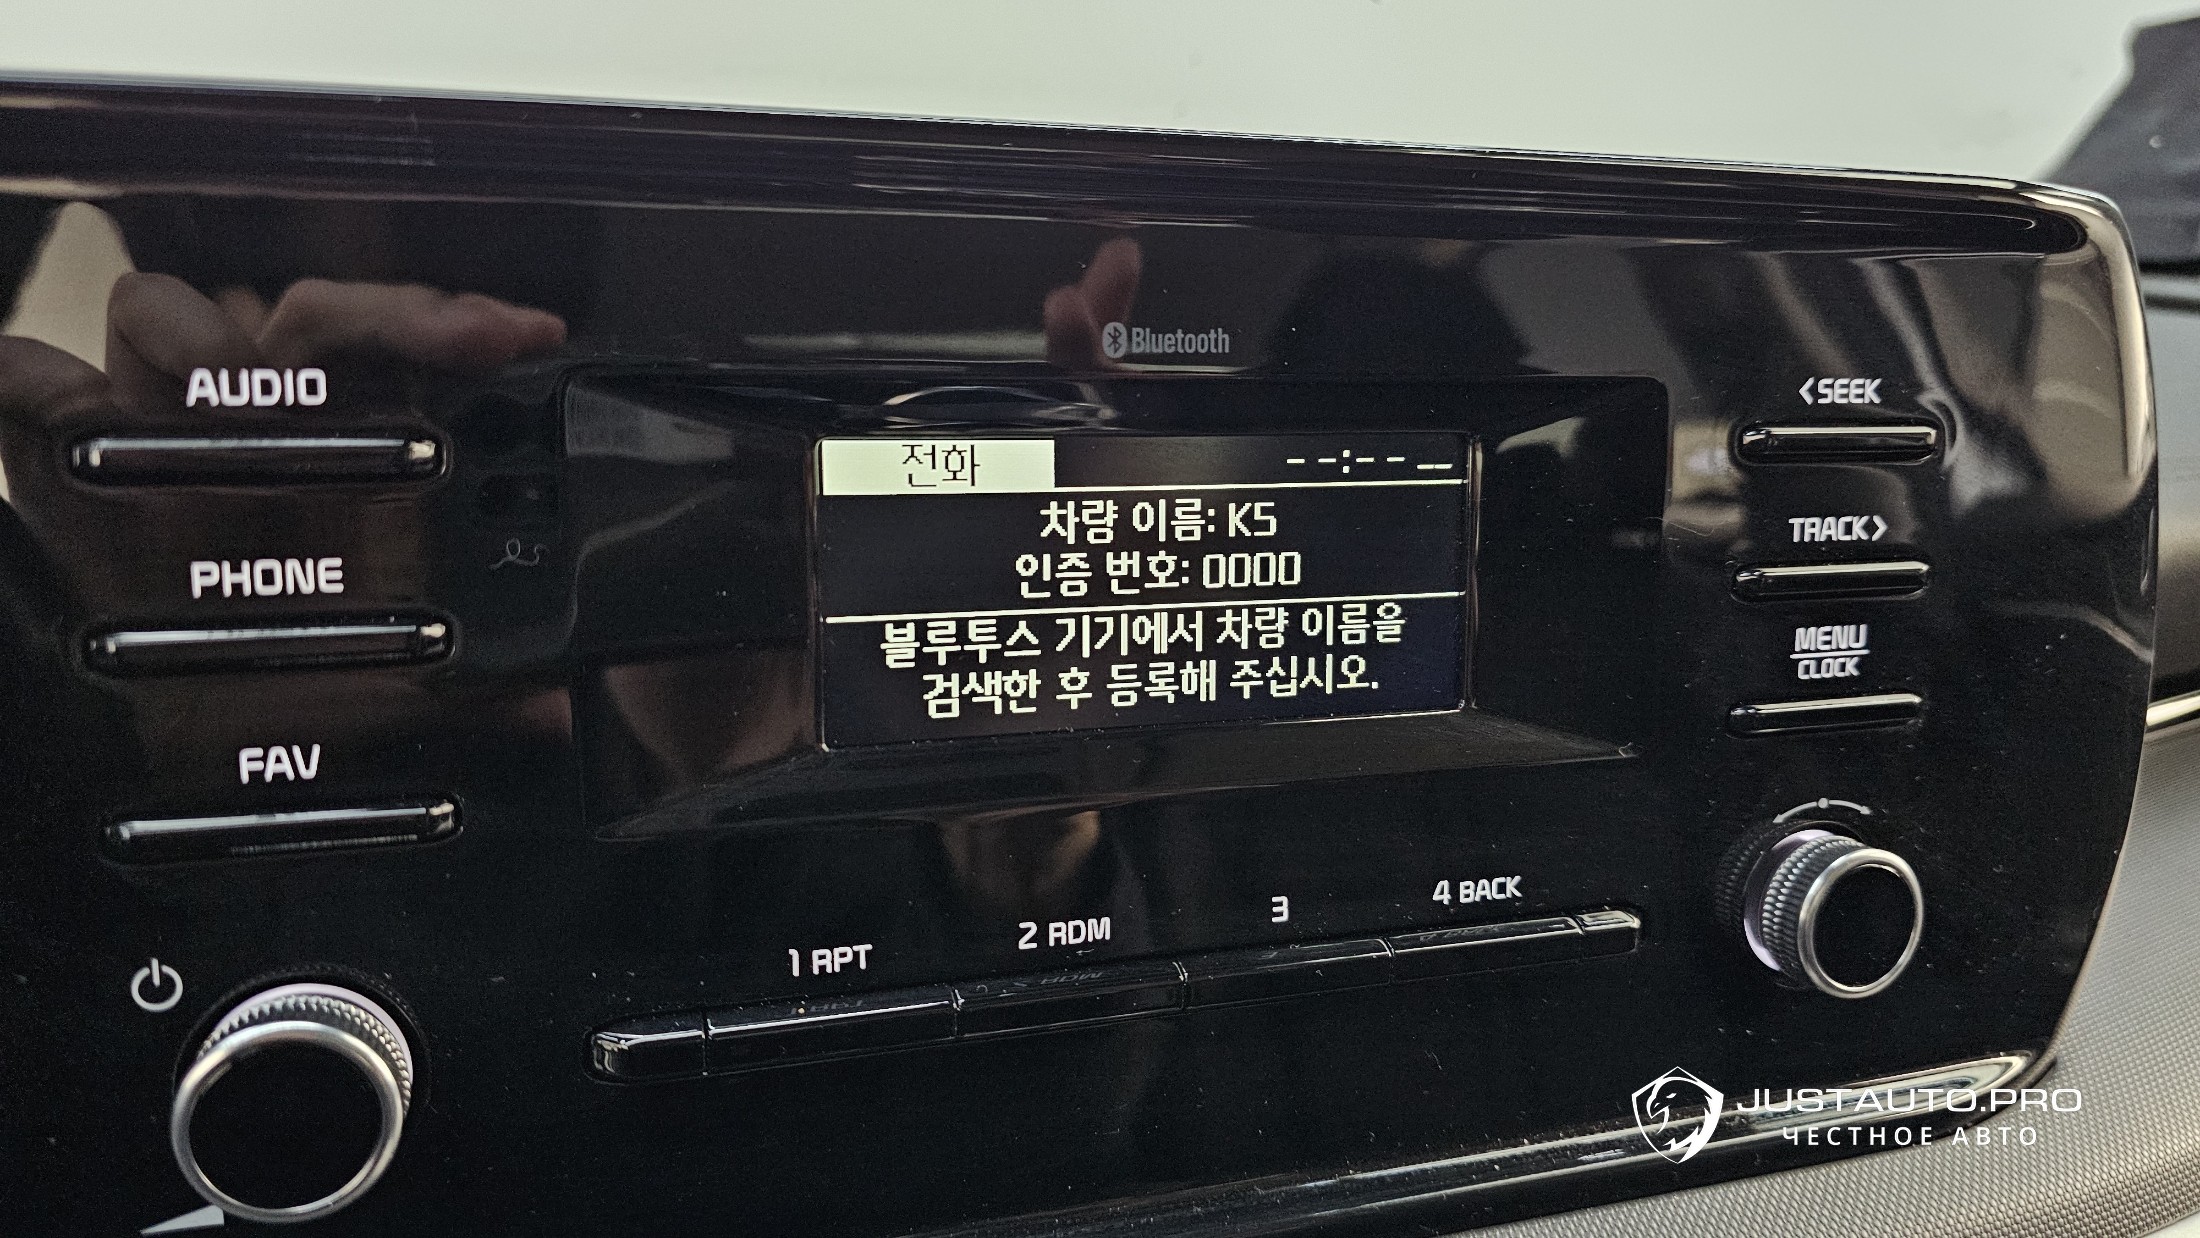 Bluetooth
AUDIO
PHONE
FAV
전화
--:-- --
차량 이름: K5
인증 번호: 0000
블루투스 기기에서 차량 이름을
검색한 후 등록해 주십시오.
<SEEK
TRACK>
MENU
CLOCK
1 RPT
2 RDM
3
4 BACK
JUSTAUTO.PRO
ЧЕСТНОЕ АВТО